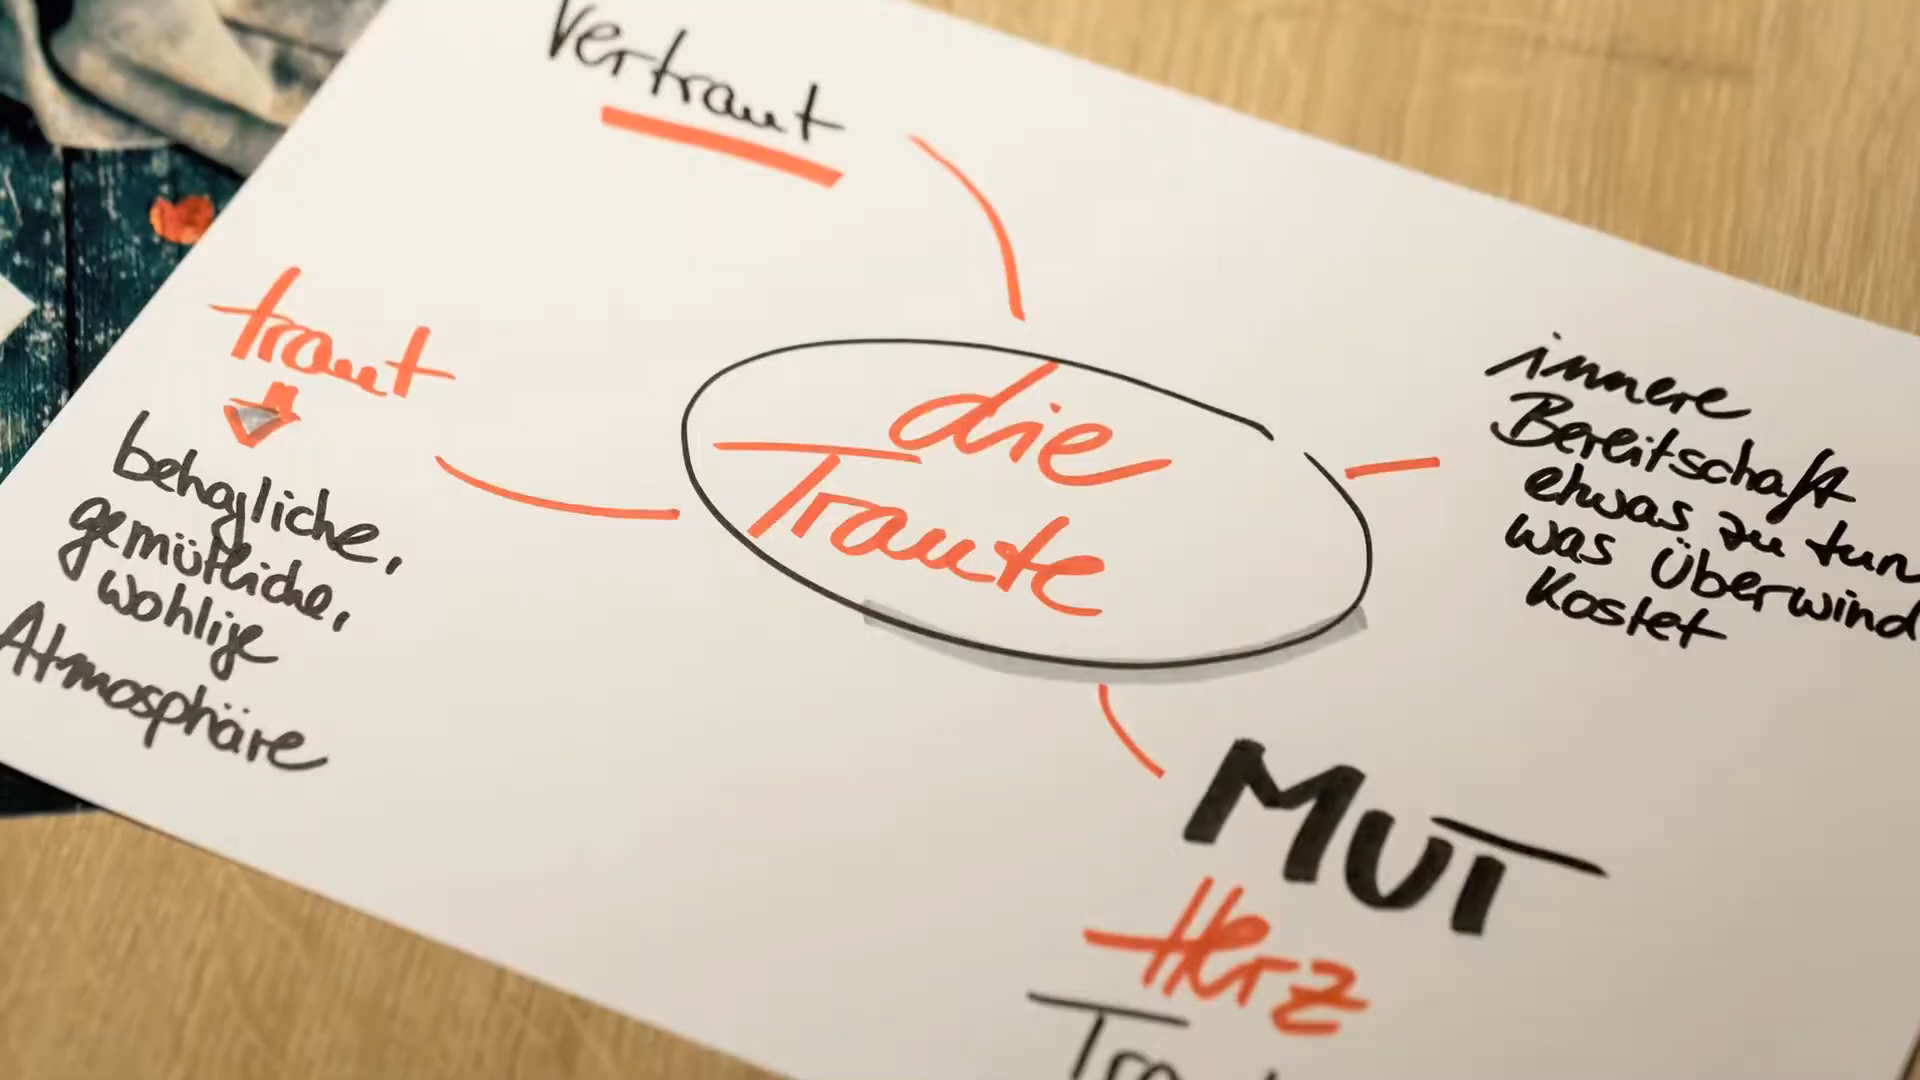 Vertraut
traut
behagliche,
gemütliche,
wohlige
Atmosphäre
die
Traute
innere
Bereitschaft
etwas zu tun
was überwind
kostet
MUT
Herz